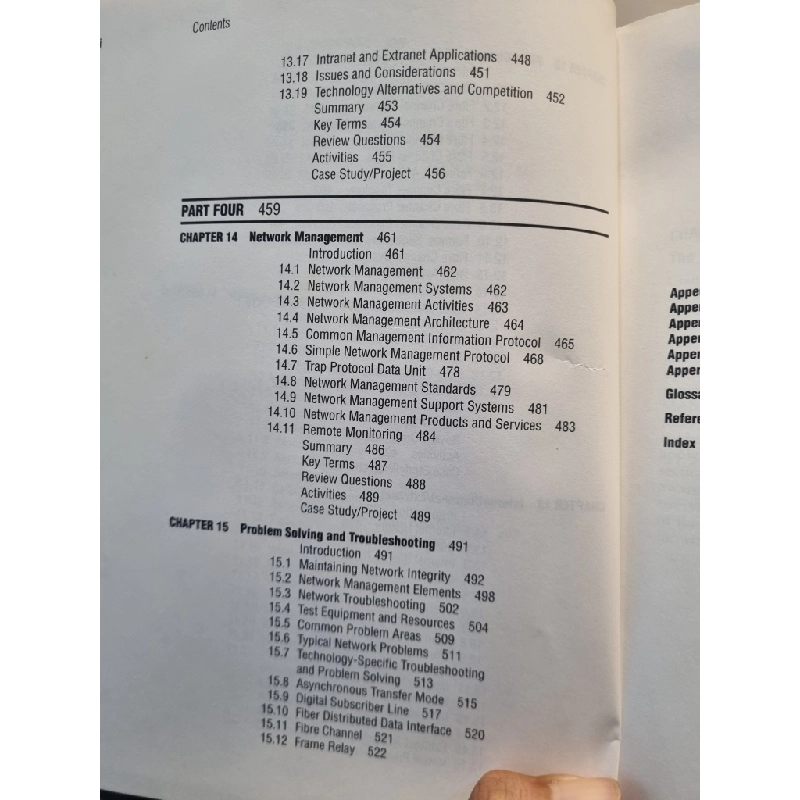 Contents
13.17 Intranet and Extranet Applications 448
13.18 Issues and Considerations 451
13.19 Technology Alternatives and Competition 452
Summary 453
Key Terms 454
Review Questions 454
Activities 455
Case Study/Project 456
PART FOUR 459
CHAPTER 14 Network Management 461
Introduction 461
14.1 Network Management 462
14.2 Network Management Systems 462
14.3 Network Management Activities 463
14.4 Network Management Architecture 464
14.5 Common Management Information Protocol 465
14.6 Simple Network Management Protocol 468
14.7 Trap Protocol Data Unit 478
14.8 Network Management Standards 479
14.9 Network Management Support Systems 481
14.10 Network Management Products and Services 483
14.11 Remote Monitoring 484
Summary 486
Key Terms 487
Review Questions 488
Activities 489
Case Study/Project 489
CHAPTER 15 Problem Solving and Troubleshooting 491
Introduction 491
15.1 Maintaining Network Integrity 492
15.2 Network Management Elements 498
15.3 Network Troubleshooting 502
15.4 Test Equipment and Resources 504
15.5 Common Problem Areas 509
15.6 Typical Network Problems 511
15.7 Technology-Specific Troubleshooting
and Problem Solving 513
15.8 Asynchronous Transfer Mode 515
15.9 Digital Subscriber Line 517
15.10 Fiber Distributed Data Interface 520
15.11 Fibre Channel 521
15.12 Frame Relay 522
Appe
Appe
Appe
Appe
Appe
Appe
Gloss
Refere
Index